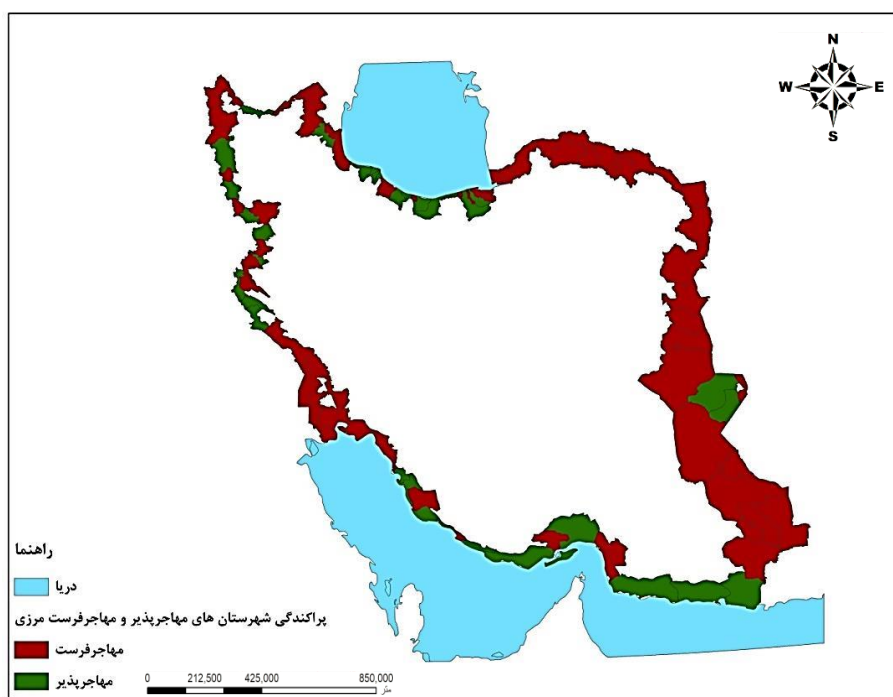 N
W E
S
راهنما
دریا
پراکندگی شهرستان های مهاجرپذیر و مهاجرفرست مرزی
مهاجرفرست
مهاجرپذیر
0 212,500 425,000 850,000
متر